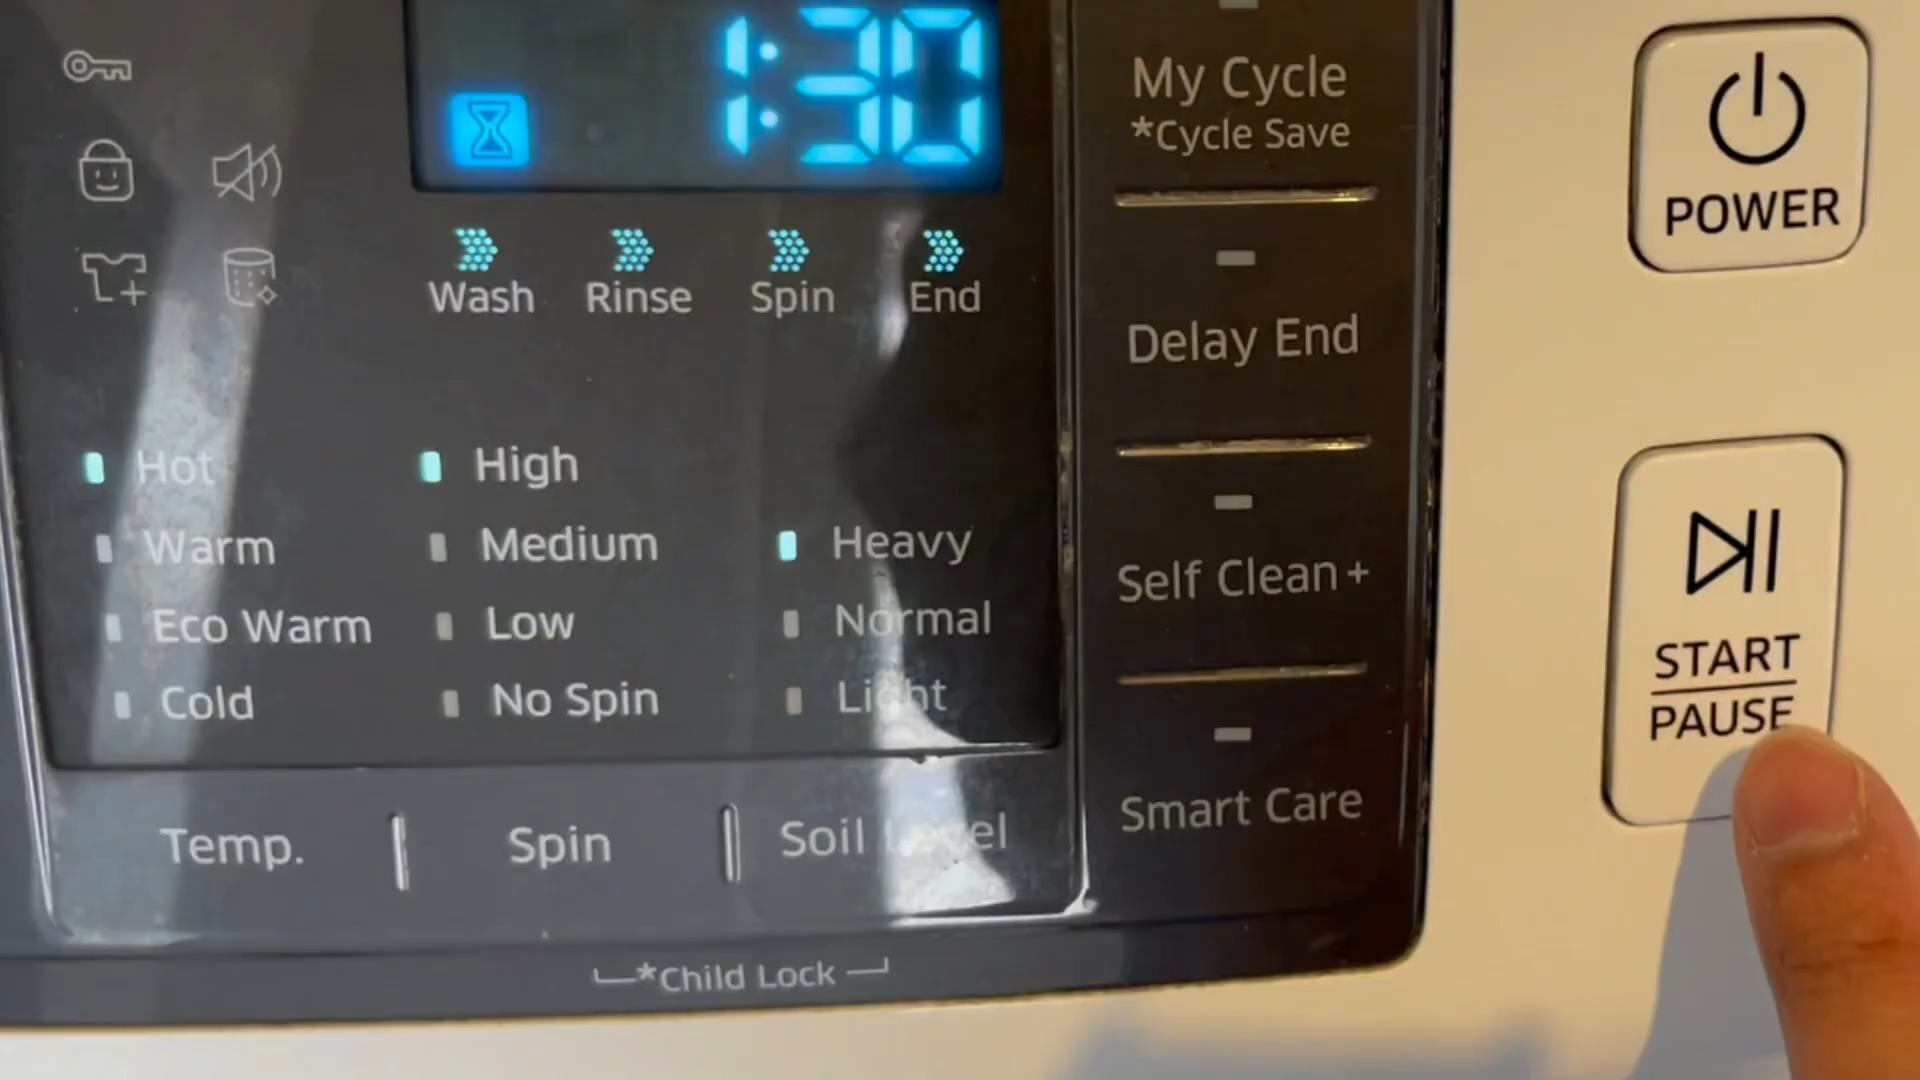 1:30
My Cycle
*Cycle Save
POWER
Wash Rinse Spin End
Delay End
Hot High
Warm Medium Heavy
Eco Warm Low Normal
Cold No Spin Light
Self Clean+
START
PAUSE
Smart Care
Temp. Spin Soil Level
*Child Lock